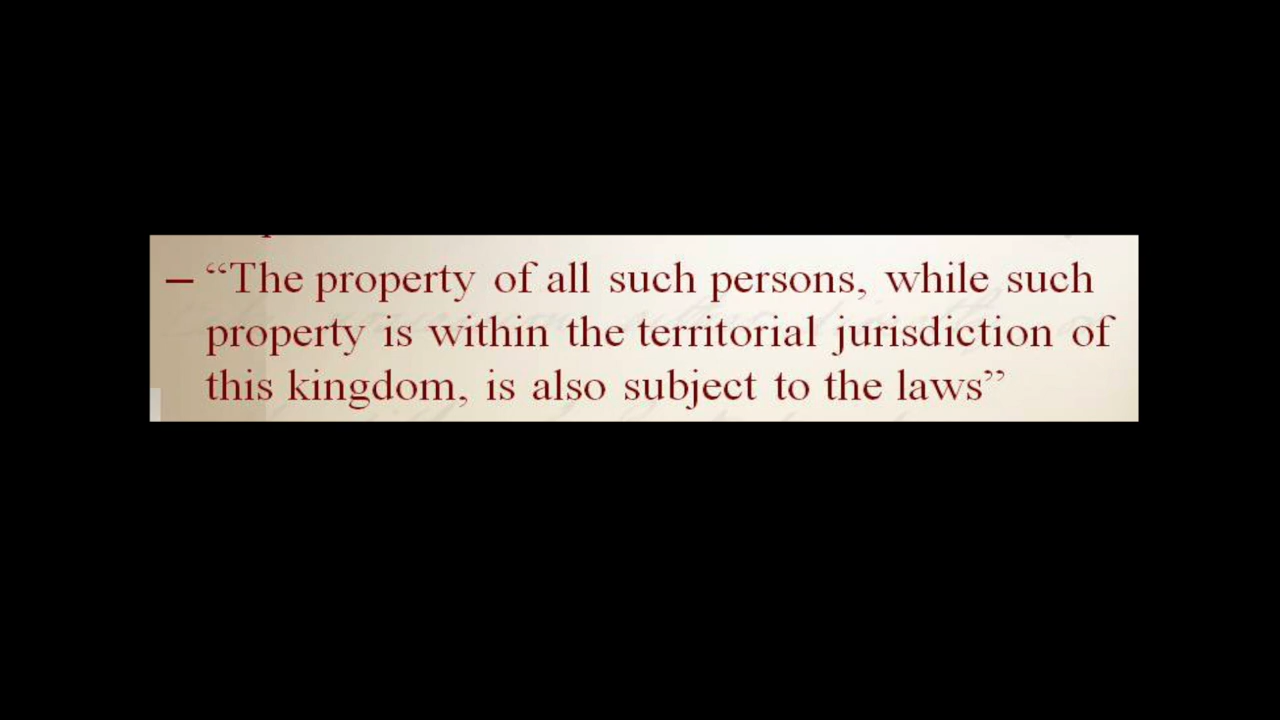 – “The property of all such persons, while such
property is within the territorial jurisdiction of
this kingdom, is also subject to the laws”